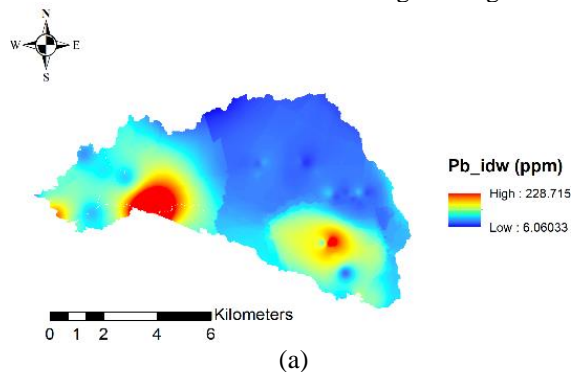 N
W E
S
Pb_idw (ppm)
High : 228.715
Low : 6.06033
Kilometers
0 1 2 4 6
(a)